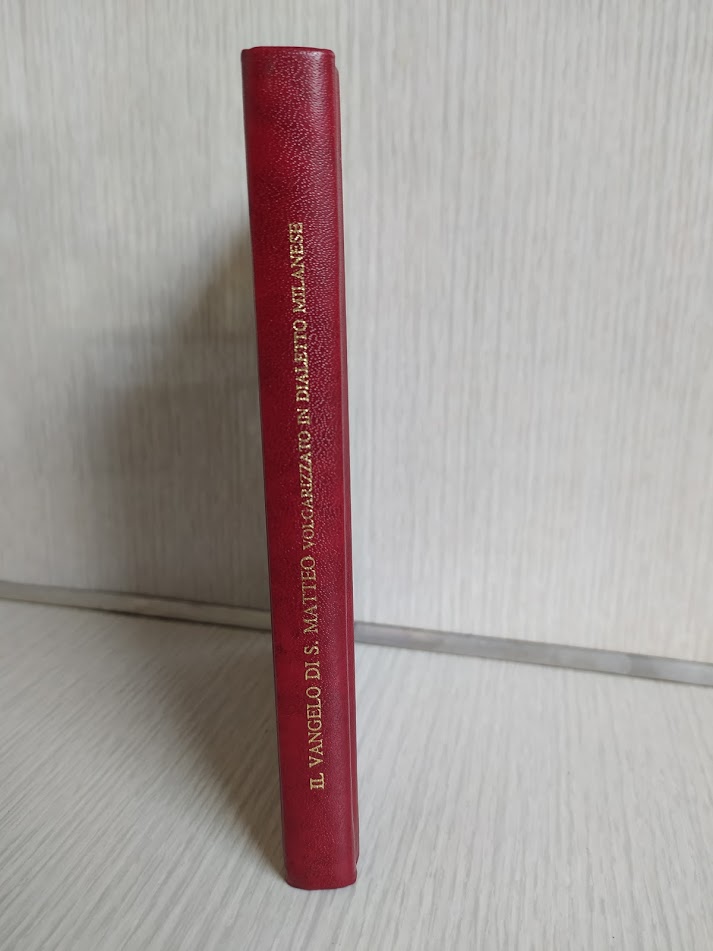 IL VANGELO DI S. MATTEO VOLGARIZZATO IN DIALETTO MILANESE